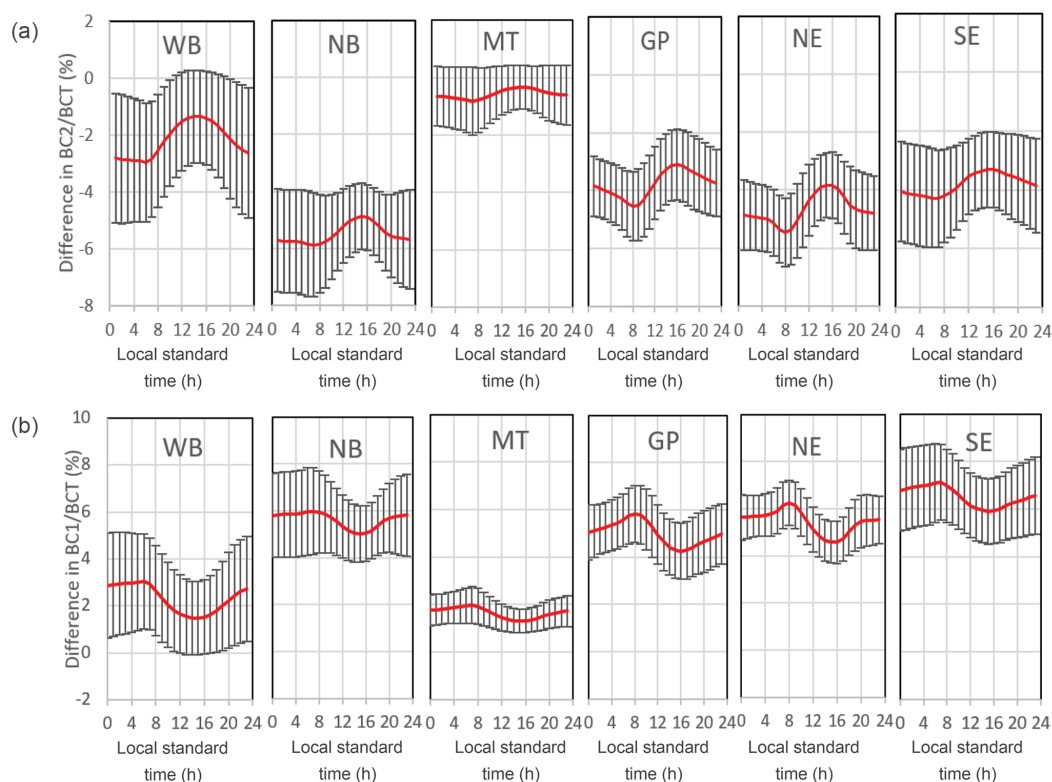 (a)
Difference in BC2/BCT (%)
2
0
-2
-4
-6
-8
WB
NB
MT
GP
NE
SE
0 4 8 12 16 20 24
0 4 8 12 16 20 24
0 4 8 12 16 20 24
0 4 8 12 16 20 24
0 4 8 12 16 20 24
0 4 8 12 16 20 24
Local standard
time (h)
Local standard
time (h)
Local standard
time (h)
Local standard
time (h)
Local standard
time (h)
Local standard
time (h)
(b)
Difference in BC1/BCT (%)
10
8
6
4
2
0
-2
WB
NB
MT
GP
NE
SE
0 4 8 12 16 20 24
0 4 8 12 16 20 24
0 4 8 12 16 20 24
0 4 8 12 16 20 24
0 4 8 12 16 20 24
0 4 8 12 16 20 24
Local standard
time (h)
Local standard
time (h)
Local standard
time (h)
Local standard
time (h)
Local standard
time (h)
Local standard
time (h)